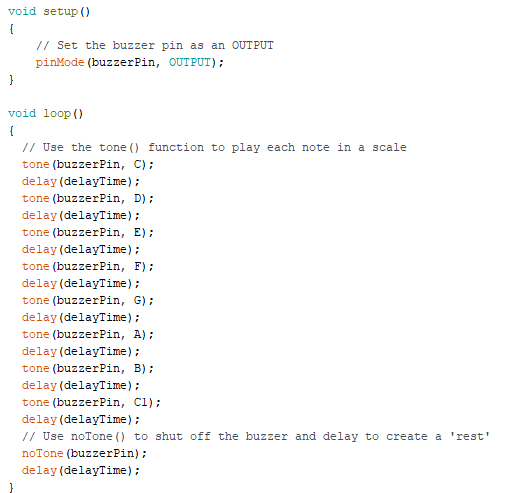 void setup()
{
    // Set the buzzer pin as an OUTPUT
    pinMode(buzzerPin, OUTPUT);
}

void loop()
{
  // Use the tone() function to play each note in a scale
  tone(buzzerPin, C);
  delay(delayTime);
  tone(buzzerPin, D);
  delay(delayTime);
  tone(buzzerPin, E);
  delay(delayTime);
  tone(buzzerPin, F);
  delay(delayTime);
  tone(buzzerPin, G);
  delay(delayTime);
  tone(buzzerPin, A);
  delay(delayTime);
  tone(buzzerPin, B);
  delay(delayTime);
  tone(buzzerPin, C1);
  delay(delayTime);
  // Use noTone() to shut off the buzzer and delay to create a 'rest'
  noTone(buzzerPin);
  delay(delayTime);
}